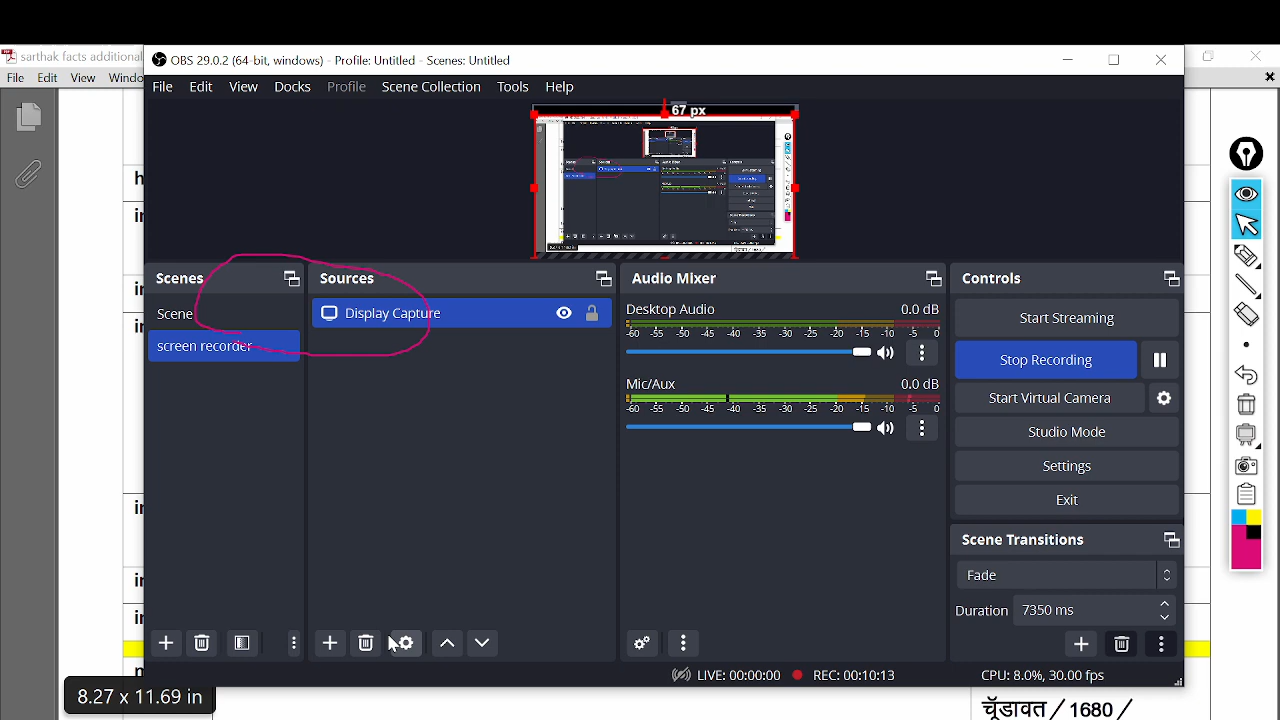 sarthak facts additional
File Edit View Windo
OBS 29.0.2 (64-bit, windows) - Profile: Untitled - Scenes: Untitled
File Edit View Docks Profile Scene Collection Tools Help
67 px
Scenes
Scene
screen recorder
Sources
Display Capture
Audio Mixer
Desktop Audio 0.0 dB
-60 -55 -50 -45 -40 -35 -30 -25 -20 -15 -10 -5 0
Mic/Aux 0.0 dB
-60 -55 -50 -45 -40 -35 -30 -25 -20 -15 -10 -5 0
Controls
Start Streaming
Stop Recording
Start Virtual Camera
Studio Mode
Settings
Exit
Scene Transitions
Fade
Duration 7350 ms
LIVE: 00:00:00 REC: 00:10:13 CPU: 8.0%, 30.00 fps
8.27 x 11.69 in
चूँडावत/1680/